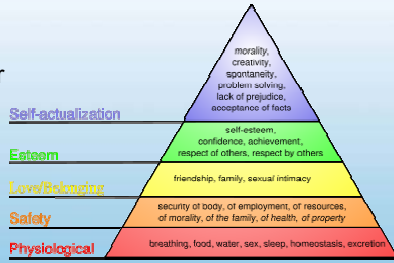 morality,
creativity,
spontaneity,
problem solving,
lack of prejudice,
acceptance of facts
Self-actualization
self-esteem,
confidence, achievement,
respect of others, respect by others
Esteem
friendship, family, sexual intimacy
Love/Belonging
security of body, of employment, of resources,
of morality, of the family, of health, of property
Safety
breathing, food, water, sex, sleep, homeostasis, excretion
Physiological